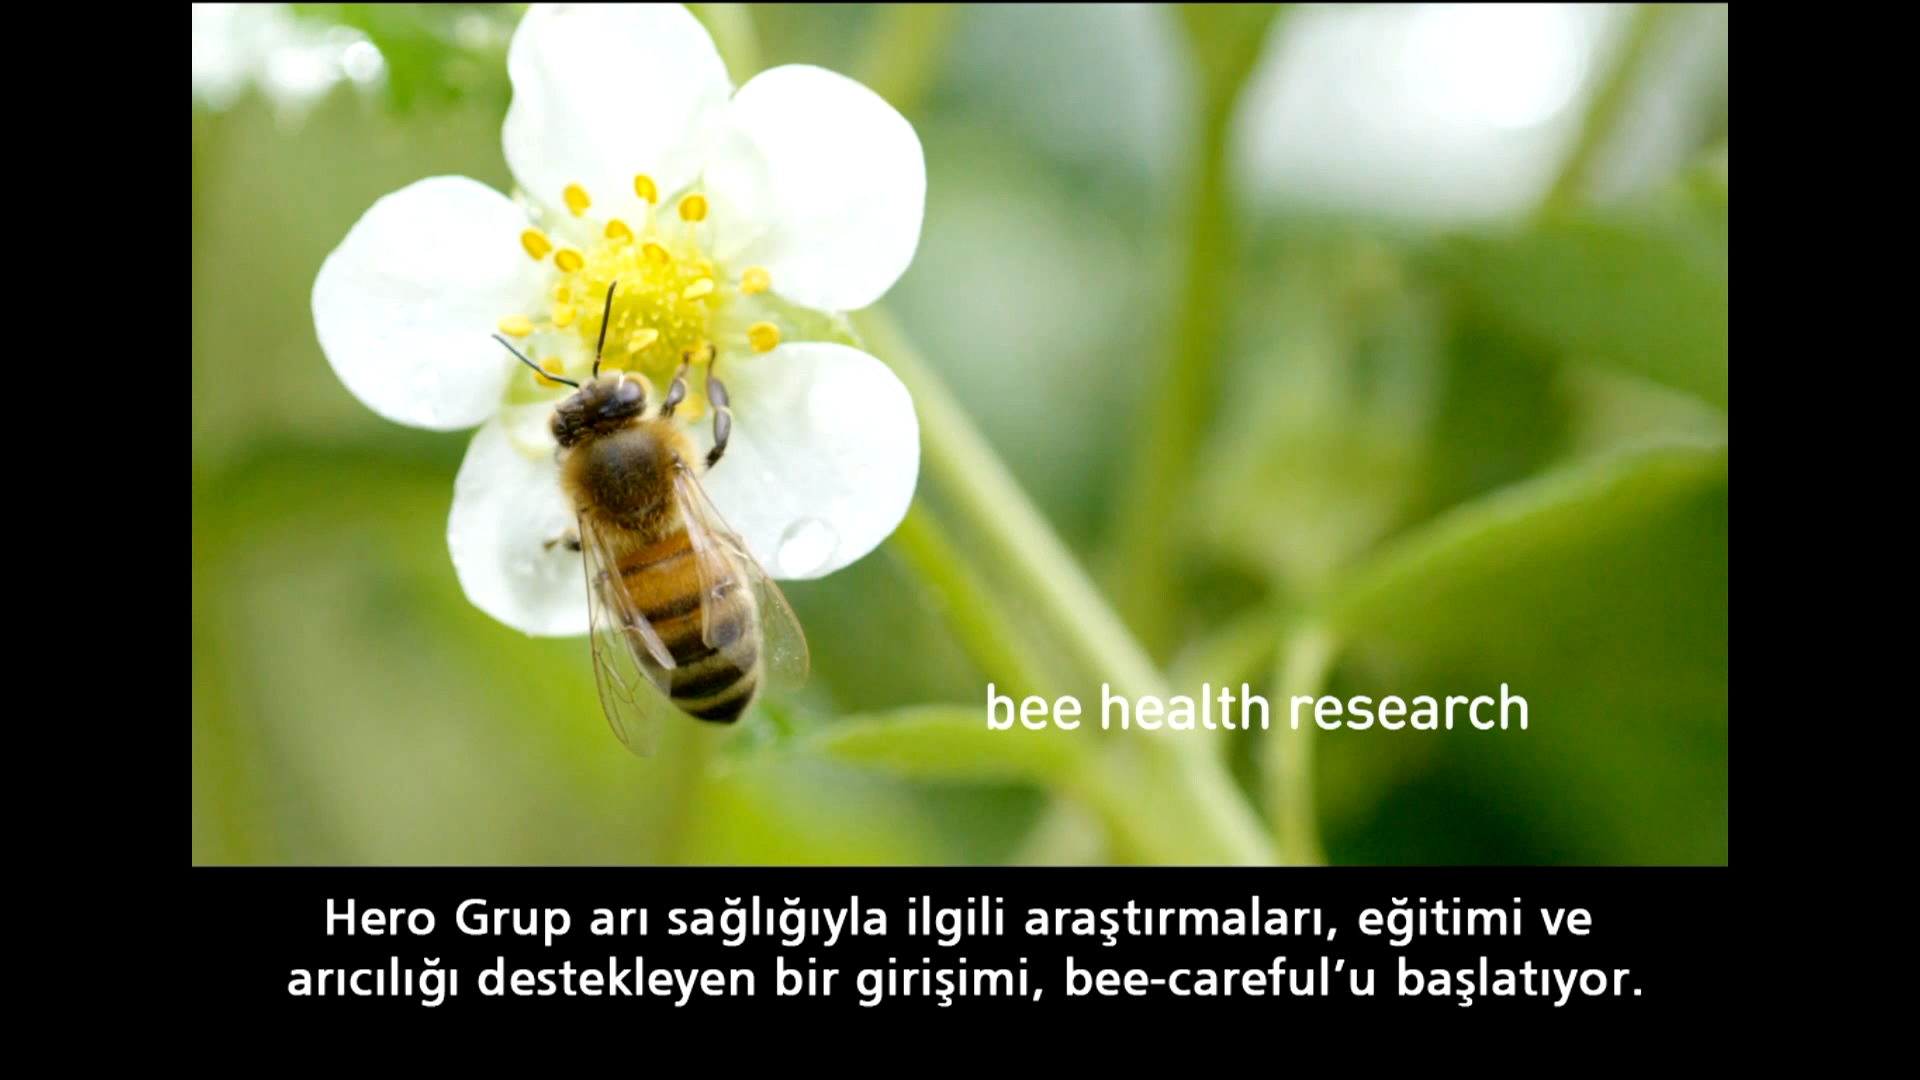 bee health research
Hero Grup arı sağlığıyla ilgili araştırmaları, eğitimi ve
arıcılığı destekleyen bir girişimi, bee-careful’u başlatıyor.